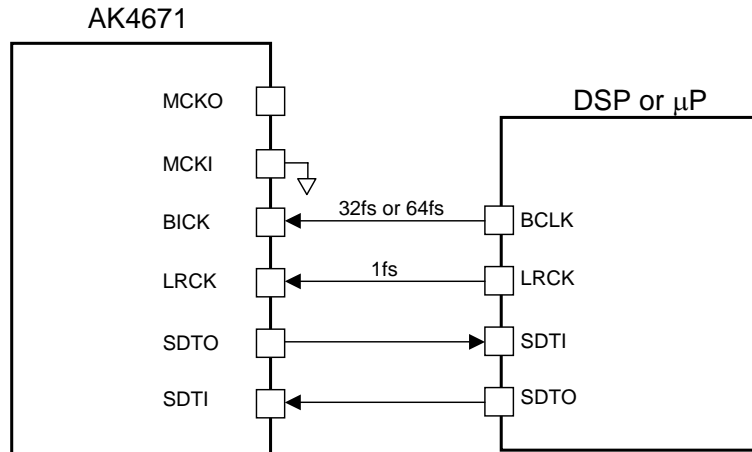 AK4671
DSP or μP
MCKO
MCKI
BICK
32fs or 64fs
BCLK
LRCK
1fs
LRCK
SDTO
SDTI
SDTI
SDTO